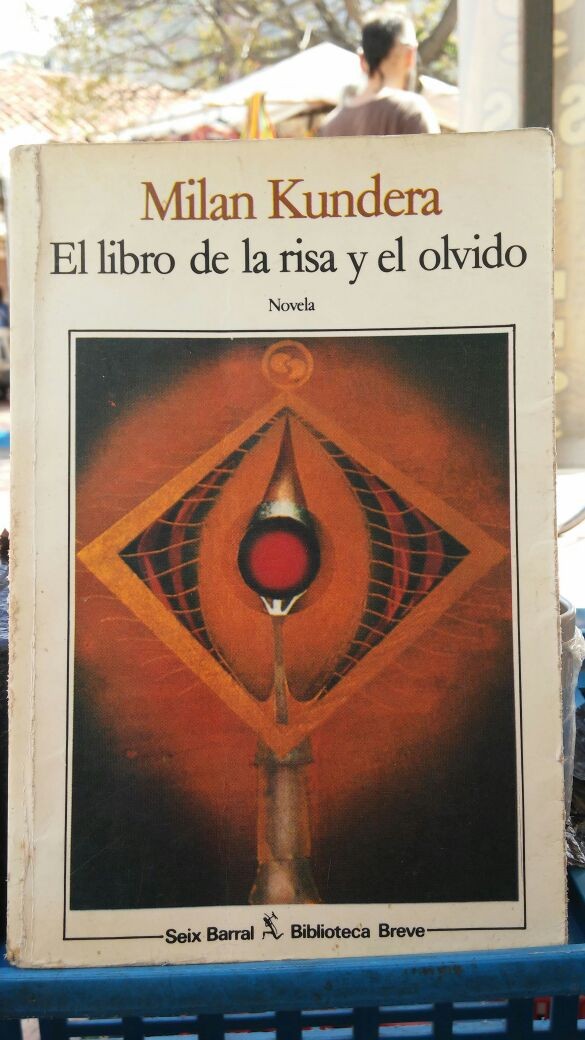 Milan Kundera
El libro de la risa y el olvido
Novela
Seix Barral Biblioteca Breve